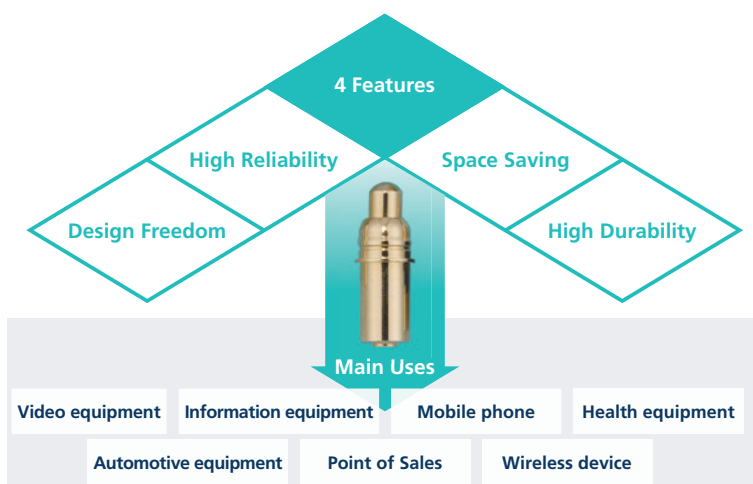 4 Features
High Reliability
Space Saving
Design Freedom
High Durability
Main Uses
Video equipment
Information equipment
Mobile phone
Health equipment
Automotive equipment
Point of Sales
Wireless device